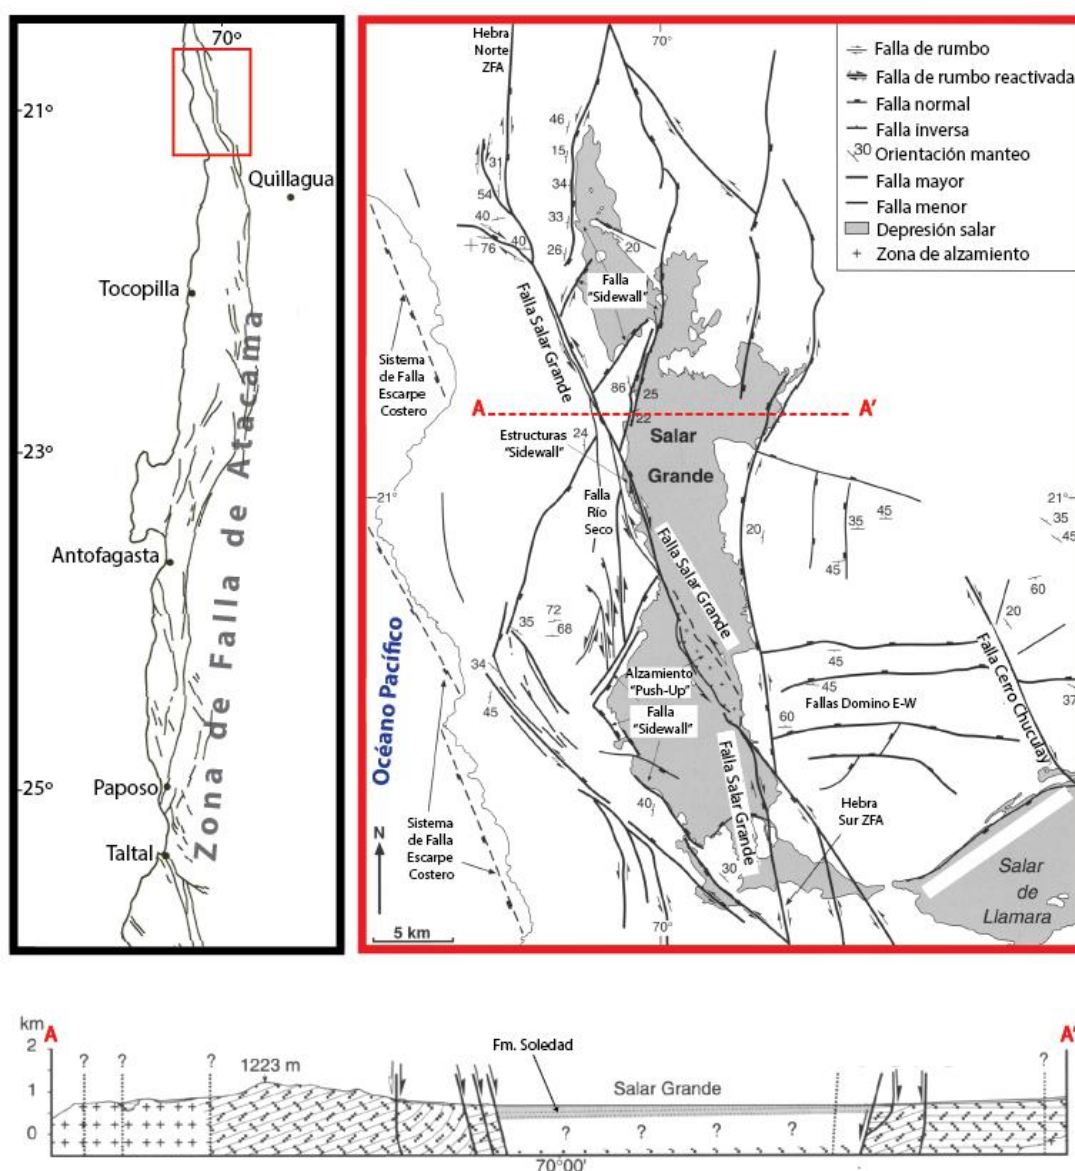 70°
21°
Quillagua
Tocopilla
23°
Antofagasta
25°
Paposo
Taltal
Zona de Falla de Atacama
Hebra
Norte
ZFA
70°
Falla de rumbo
Falla de rumbo reactivada
Falla normal
Falla inversa
30 Orientación manteo
Falla mayor
Falla menor
Depresión salar
Zona de alzamiento
46
15
31
34
54
40
33
40
76
26
20
Falla
"Sidewall"
Falla Salar Grande
Sistema
de Falla
Escarpe
Costero
86
25
A
A'
22
24
Estructuras
"Sidewall"
Salar
Grande
Falla
Río
Seco
21°
21°
20
45
35
45
35
45
Falla Salar Grande
72
68
35
60
20
34
45
Alzamiento
"Push-Up"
Falla
"Sidewall"
45
45
Fallas Domino E-W
60
37
Falla Cerro Chuculay
Océano Pacífico
Falla Salar Grande
40
30
Hebra
Sur ZFA
Sistema
de Falla
Escarpe
Costero
N
5 km
70°
Salar
de
Llamara
km
A
A'
2
1
0
?
?
?
1223 m
Fm. Soledad
Salar Grande
?
?
?
?
?
70°00'